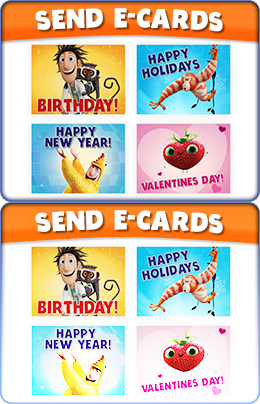 SEND E-CARDS
HAPPY
HOLIDAYS
BIRTHDAY!
HAPPY
NEW YEAR!
VALENTINES DAY!
SEND E-CARDS
HAPPY
HOLIDAYS
BIRTHDAY!
HAPPY
NEW YEAR!
VALENTINES DAY!